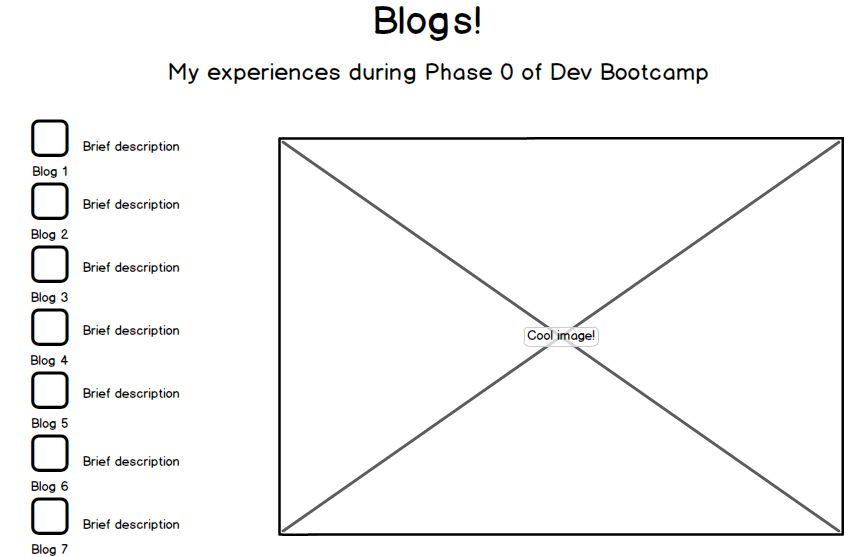 Blogs!
My experiences during Phase 0 of Dev Bootcamp
Brief description
Blog 1
Brief description
Blog 2
Brief description
Blog 3
Brief description
Blog 4
Brief description
Blog 5
Brief description
Blog 6
Brief description
Blog 7
Cool image!